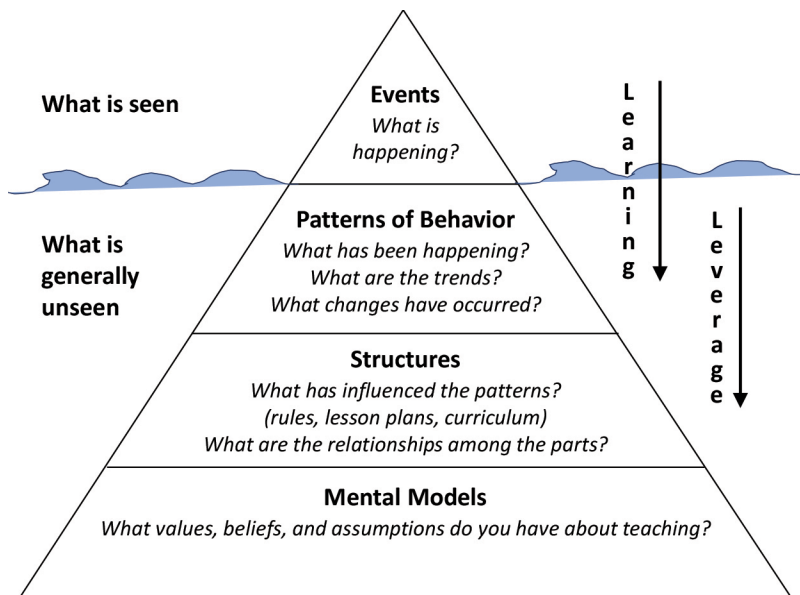 What is seen
Events
What is
happening?
Learning
What is
generally
unseen
Patterns of Behavior
What has been happening?
What are the trends?
What changes have occurred?
Leverage
Structures
What has influenced the patterns?
(rules, lesson plans, curriculum)
What are the relationships among the parts?
Mental Models
What values, beliefs, and assumptions do you have about teaching?